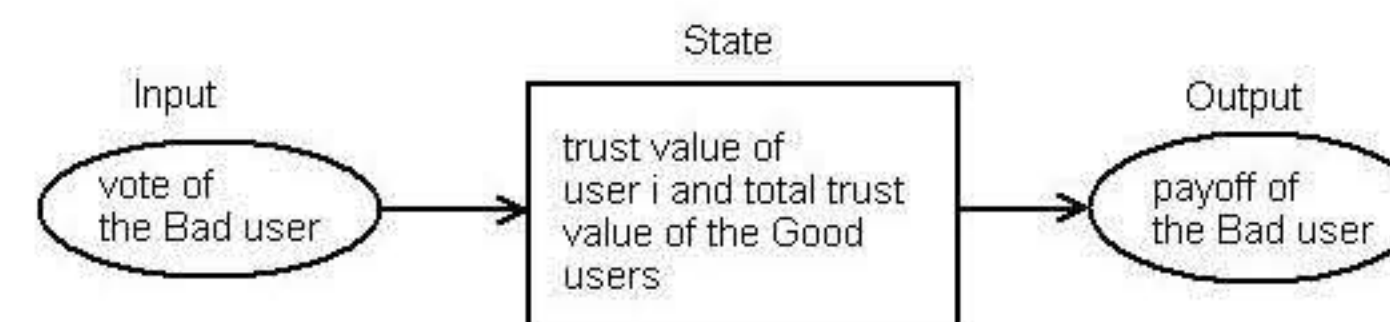 State
Input
Output
trust value of
user i and total trust
value of the Good
users
vote of
the Bad user
payoff of
the Bad user